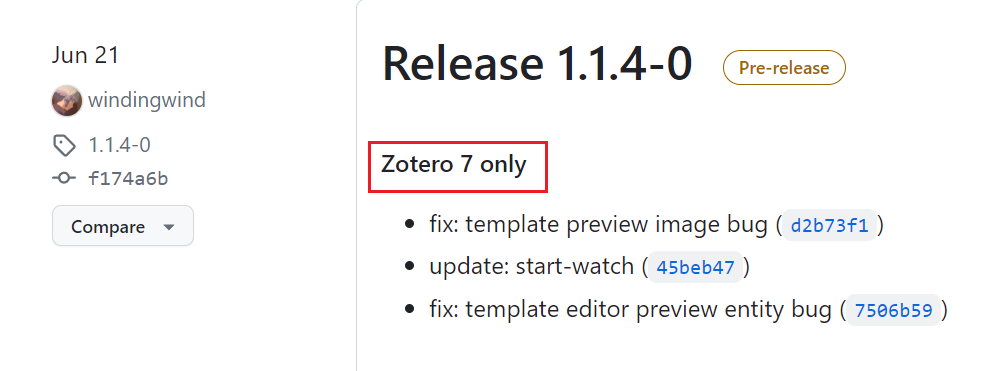 Jun 21
windingwind
1.1.4-0
f174a6b
Compare
Release 1.1.4-0 Pre-release
Zotero 7 only
• fix: template preview image bug (d2b73f1)
• update: start-watch (45beb47)
• fix: template editor preview entity bug (7506b59)